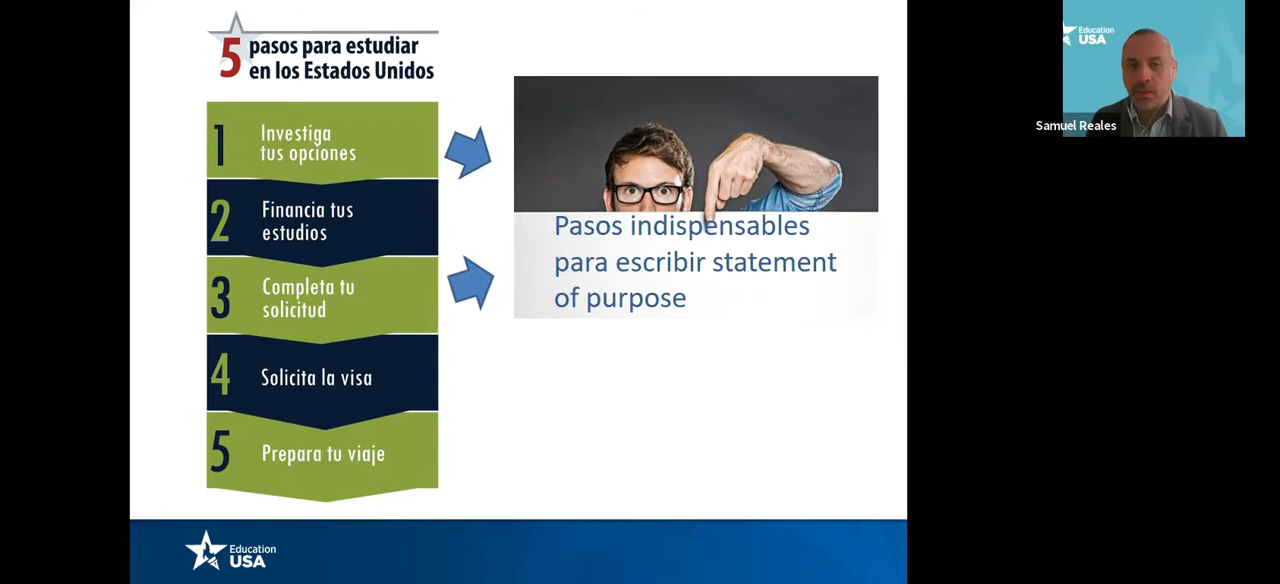 5 pasos para estudiar
en los Estados Unidos
1 Investiga
tus opciones
2 Financia tus
estudios
3 Completa tu
solicitud
4 Solicita la visa
5 Prepara tu viaje
Pasos indispensables
para escribir statement
of purpose
Education
USA
Education
USA
Samuel Reales